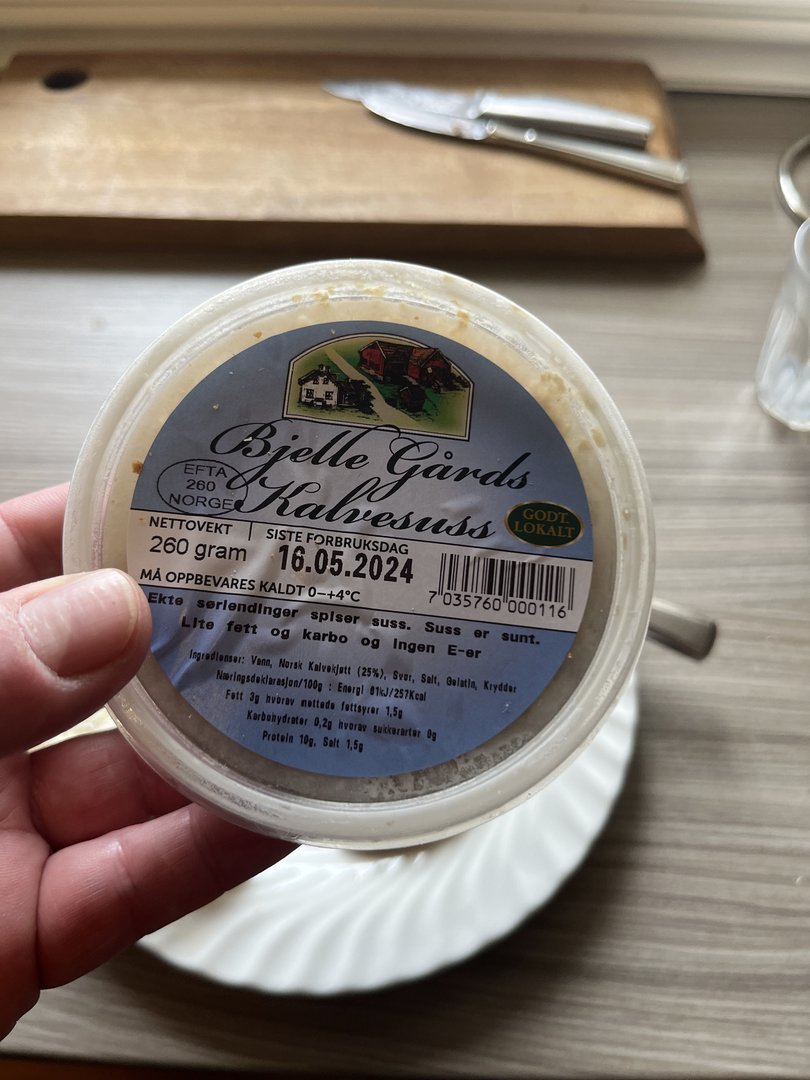 Bjelle Gårds
Kalvesuss
EFTA
260
NORGE
GODT.
LOKALT
NETTOVEKT
260 gram
SISTE FORBRUKSDAG
16.05.2024
MÅ OPPBEVARES KALDT 0–+4°C
7 035760 000116
Ekte sørlendinger spiser suss. Suss er sunt.
Lite fett og karbo og ingen E-er
Ingredienser: Vann, Norsk Kalvekjøtt (25%), Svor, Salt, Gelatin, Krydder
Næringsdeklarasjon/100g : Energi 61kJ/257Kcal
Fett 3g hvorav mettede fettsyrer 1,5g
Karbohydrater 0,2g hvorav sukkerarter 0g
Protein 10g, Salt 1,5g